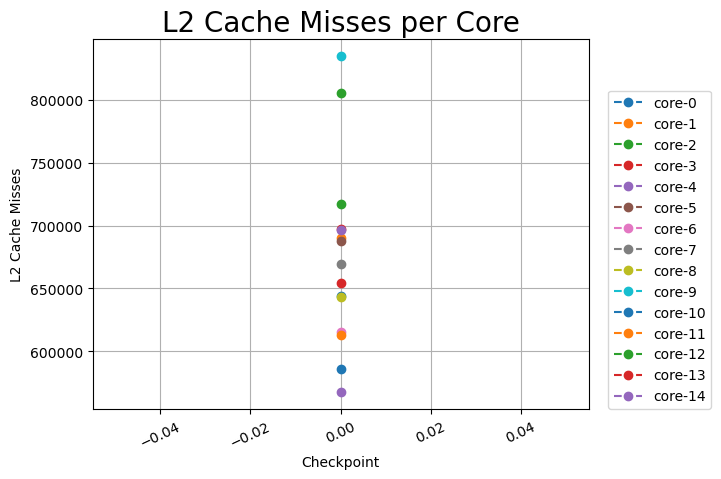 L2 Cache Misses per Core
800000
750000
700000
650000
600000
L2 Cache Misses
−0.04
−0.02
0.00
0.02
0.04
Checkpoint
core-0
core-1
core-2
core-3
core-4
core-5
core-6
core-7
core-8
core-9
core-10
core-11
core-12
core-13
core-14